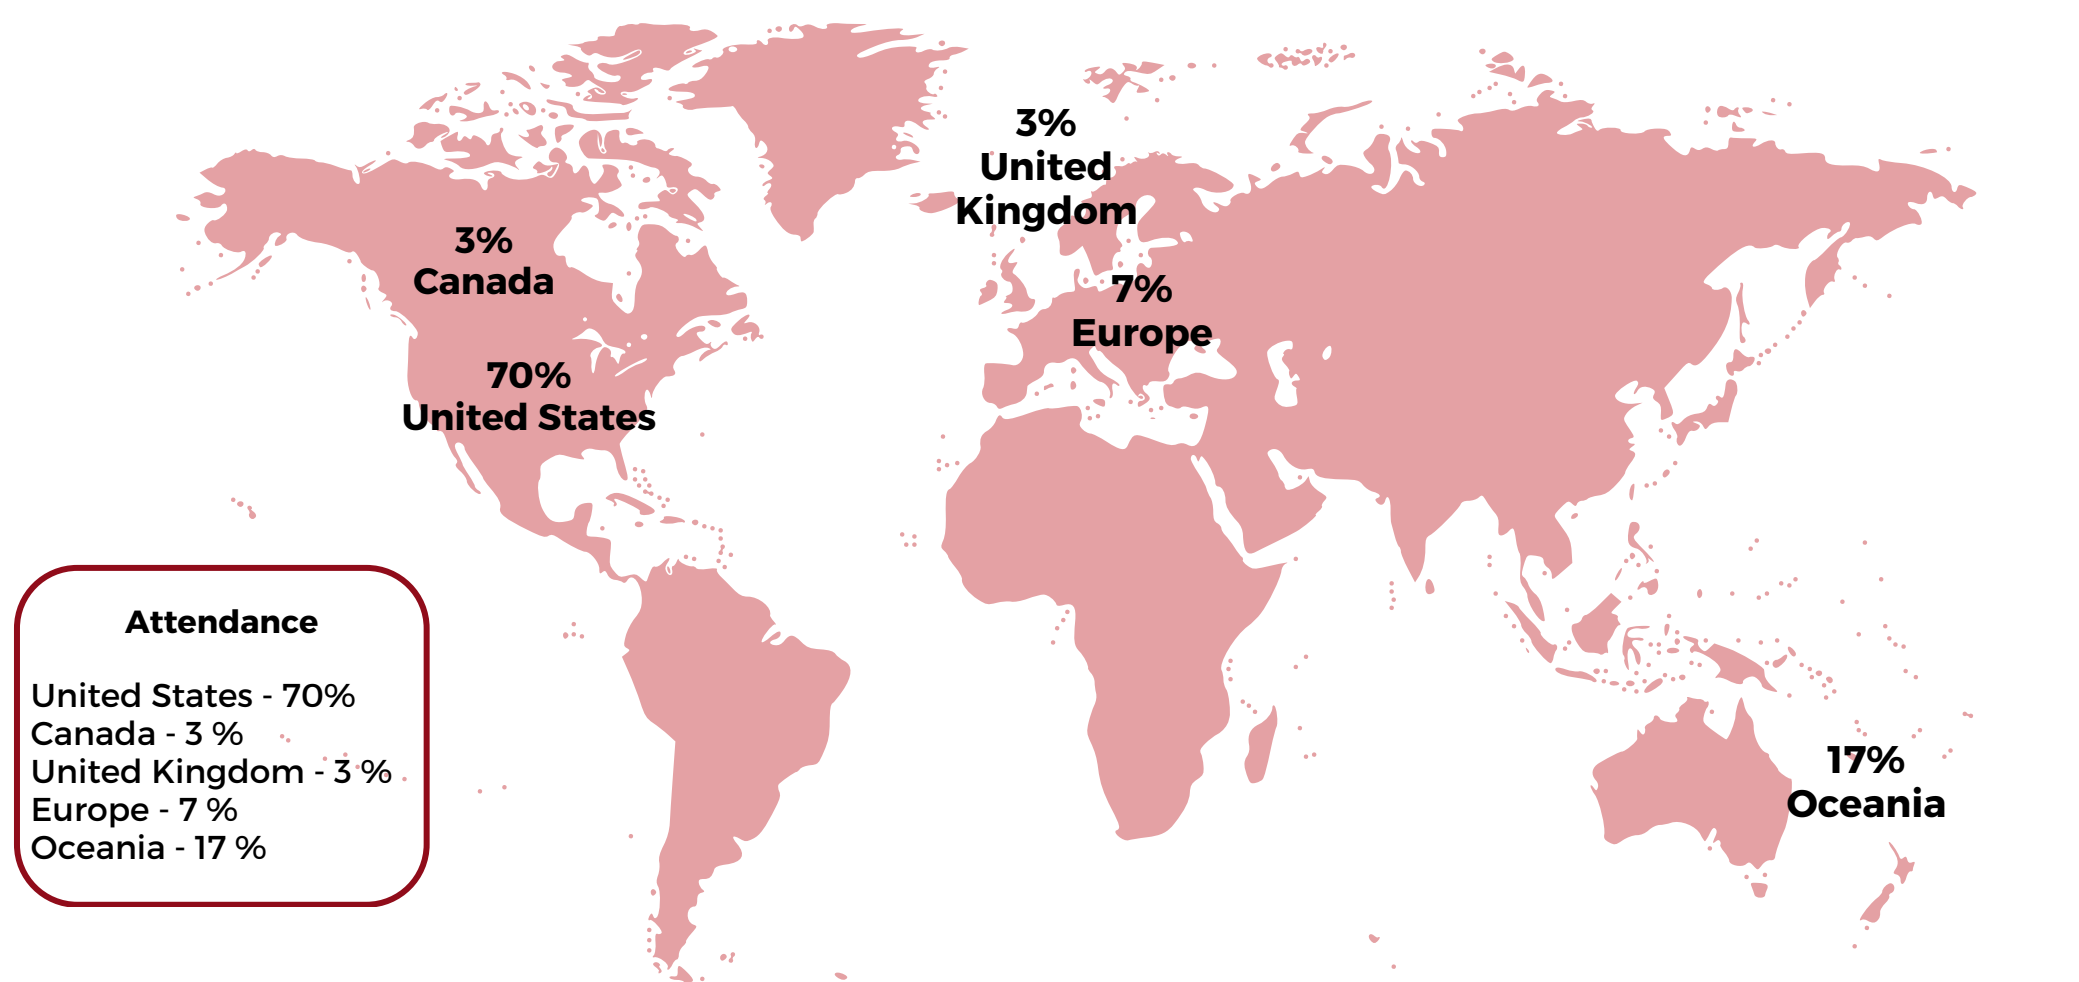 3%
United
Kingdom
3%
Canada
7%
Europe
70%
United States
17%
Oceania
Attendance
United States - 70%
Canada - 3 %
United Kingdom - 3 %
Europe - 7 %
Oceania - 17 %